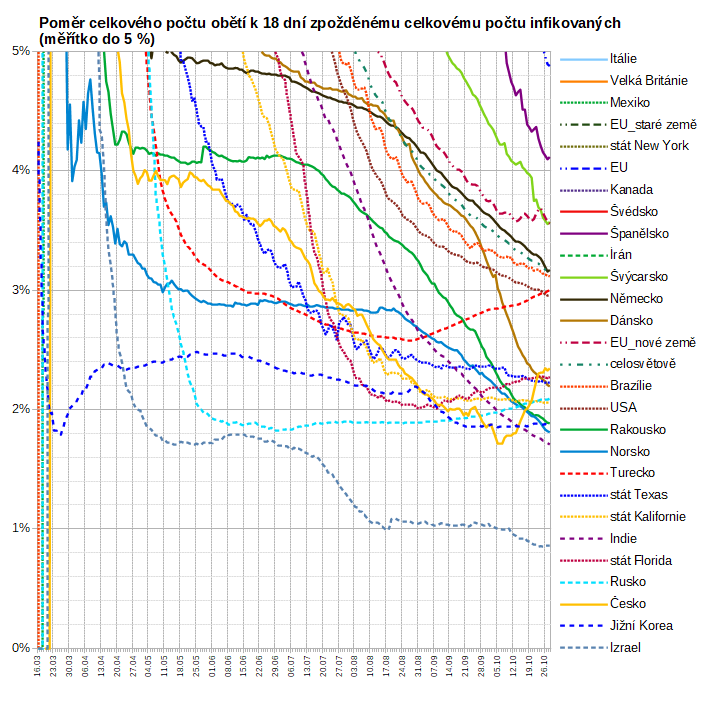 Poměr celkového počtu obětí k 18 dní zpožděnému celkovému počtu infikovaných
(měřítko do 5 %)
5%
4%
3%
2%
1%
0%
16.03
23.03
30.03
06.04
13.04
20.04
27.04
04.05
11.05
18.05
25.05
01.06
08.06
15.06
22.06
29.06
06.07
13.07
20.07
27.07
03.08
10.08
17.08
24.08
31.08
07.09
14.09
21.09
28.09
05.10
12.10
19.10
26.10
Itálie
Velká Británie
Mexiko
EU_staré země
stát New York
EU
Kanada
Švédsko
Španělsko
Írán
Švýcarsko
Německo
Dánsko
EU_nové země
celosvětově
Brazílie
USA
Rakousko
Norsko
Turecko
stát Texas
stát Kalifornie
Indie
stát Florida
Rusko
Česko
Jižní Korea
Izrael